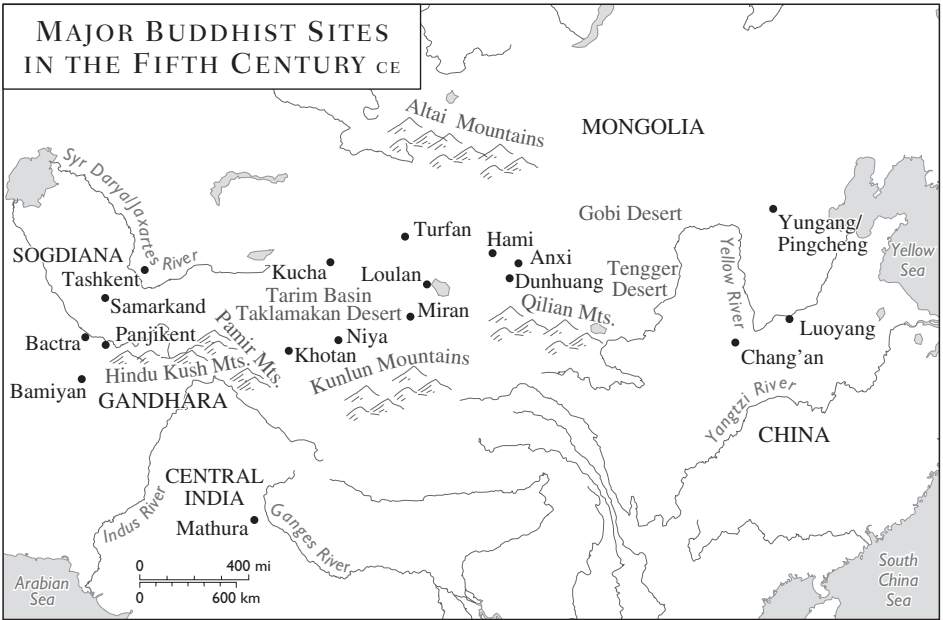 MAJOR BUDDHIST SITES
IN THE FIFTH CENTURY CE
Altai Mountains
MONGOLIA
Syr Darya/Jaxartes River
Gobi Desert
Yungang/
Pingcheng
Turfan
Hami
Anxi
Yellow
Sea
SOGDIANA
Tashkent
Kucha
Loulan
Dunhuang
Tengger
Desert
Yellow River
Samarkand
Tarim Basin
Taklamakan Desert
Miran
Qilian Mts.
Luoyang
Bactra
Panjikent
Pamir Mts.
Niya
Khotan
Chang'an
Hindu Kush Mts.
Kunlun Mountains
Bamiyan
GANDHARA
Yangtzi River
CHINA
CENTRAL
INDIA
Indus River
Mathura
Ganges River
0 400 mi
0 600 km
Arabian
Sea
South
China
Sea